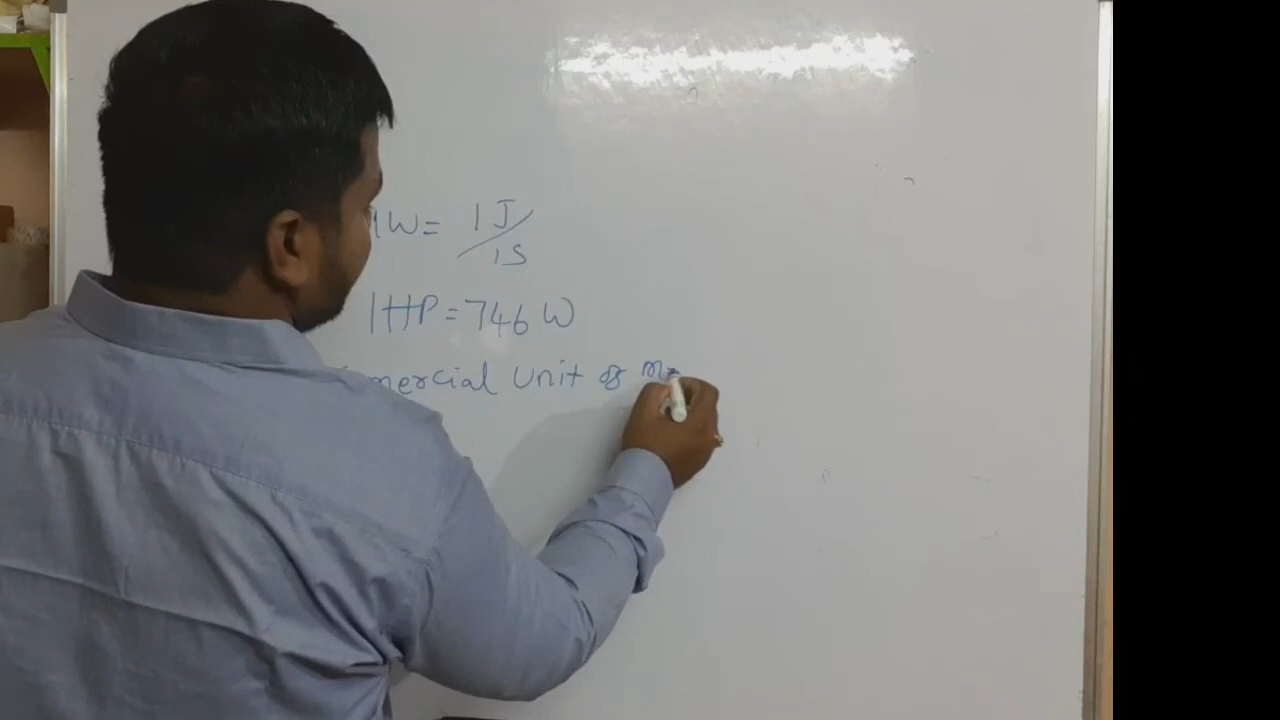 1W = 1J/1S
1HP = 746 W
mercial Unit of